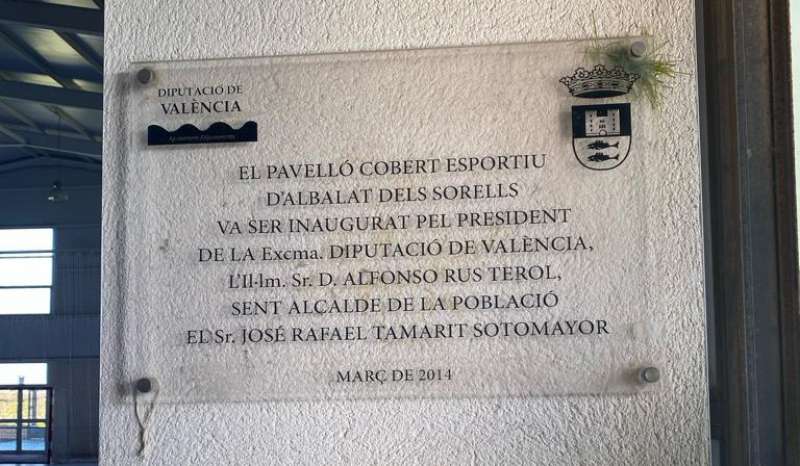 DIPUTACIÓ DE
VALÈNCIA
EL PAVELLÓ COBERT ESPORTIU
D'ALBALAT DELS SORELLS
VA SER INAUGURAT PEL PRESIDENT
DE LA Excma. DIPUTACIÓ DE VALÈNCIA,
L'Il·lm. Sr. D. ALFONSO RUS TEROL,
SENT ALCALDE DE LA POBLACIÓ
EL Sr. JOSÉ RAFAEL TAMARIT SOTOMAYOR
MARÇ DE 2014